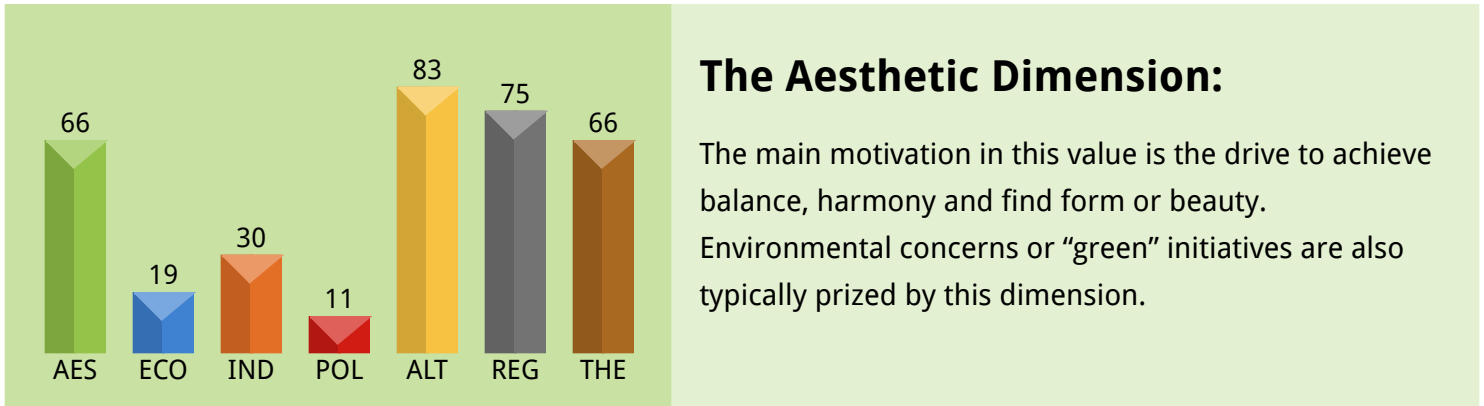 83
75
66
66
30
19
11
AES ECO IND POL ALT REG THE
The Aesthetic Dimension:
The main motivation in this value is the drive to achieve
balance, harmony and find form or beauty.
Environmental concerns or “green” initiatives are also
typically prized by this dimension.